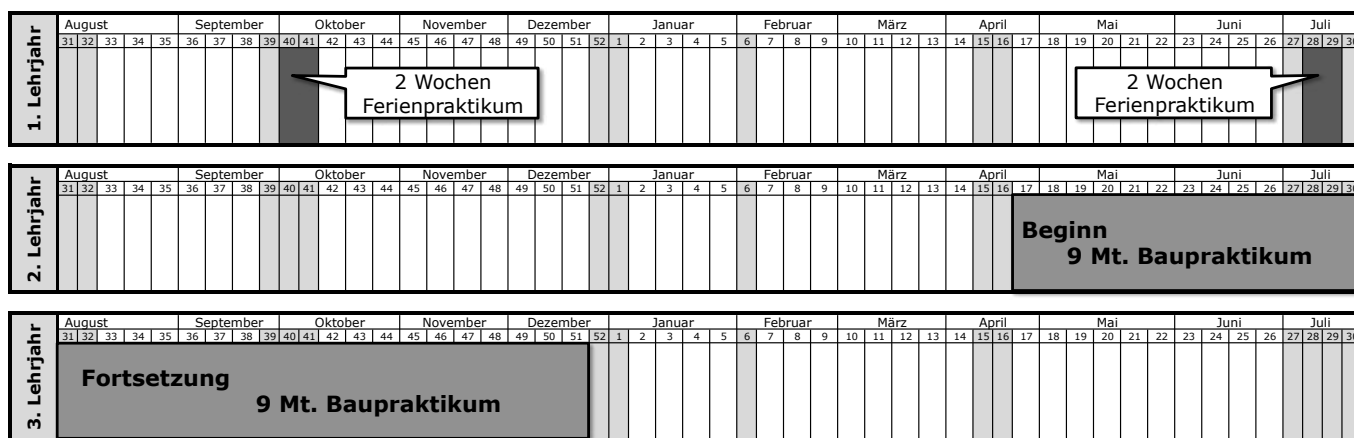 1. Lehrjahr
August September Oktober November Dezember Januar Februar März April Mai Juni Juli
31 32 33 34 35 36 37 38 39 40 41 42 43 44 45 46 47 48 49 50 51 52 1 2 3 4 5 6 7 8 9 10 11 12 13 14 15 16 17 18 19 20 21 22 23 24 25 26 27 28 29 30
2 Wochen
Ferienpraktikum
2 Wochen
Ferienpraktikum
2. Lehrjahr
August September Oktober November Dezember Januar Februar März April Mai Juni Juli
31 32 33 34 35 36 37 38 39 40 41 42 43 44 45 46 47 48 49 50 51 52 1 2 3 4 5 6 7 8 9 10 11 12 13 14 15 16 17 18 19 20 21 22 23 24 25 26 27 28 29 30
Beginn
9 Mt. Baupraktikum
3. Lehrjahr
August September Oktober November Dezember Januar Februar März April Mai Juni Juli
31 32 33 34 35 36 37 38 39 40 41 42 43 44 45 46 47 48 49 50 51 52 1 2 3 4 5 6 7 8 9 10 11 12 13 14 15 16 17 18 19 20 21 22 23 24 25 26 27 28 29 30
Fortsetzung
9 Mt. Baupraktikum